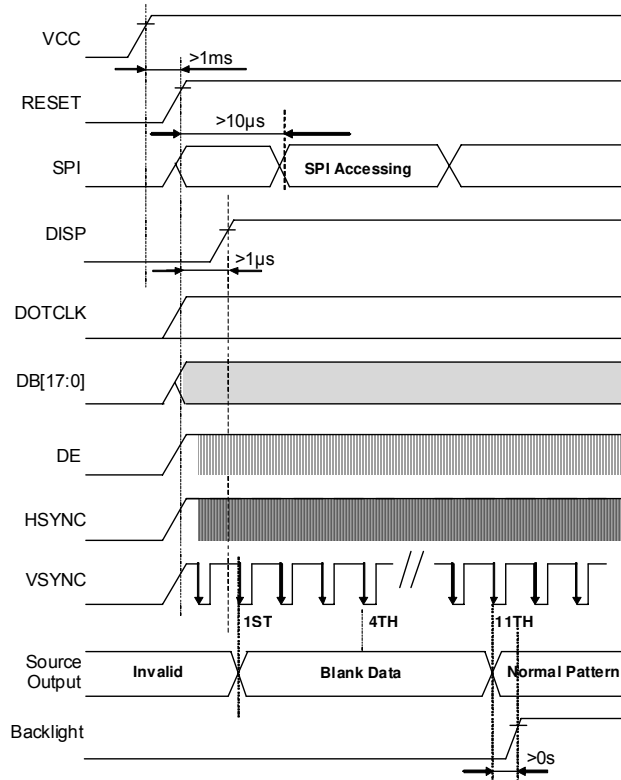 VCC
>1ms
RESET
>10µs
SPI
SPI Accessing
DISP
>1µs
DOTCLK
DB[17:0]
DE
HSYNC
VSYNC
1ST
4TH
11TH
Source
Output
Invalid
Blank Data
Normal Pattern
Backlight
>0s